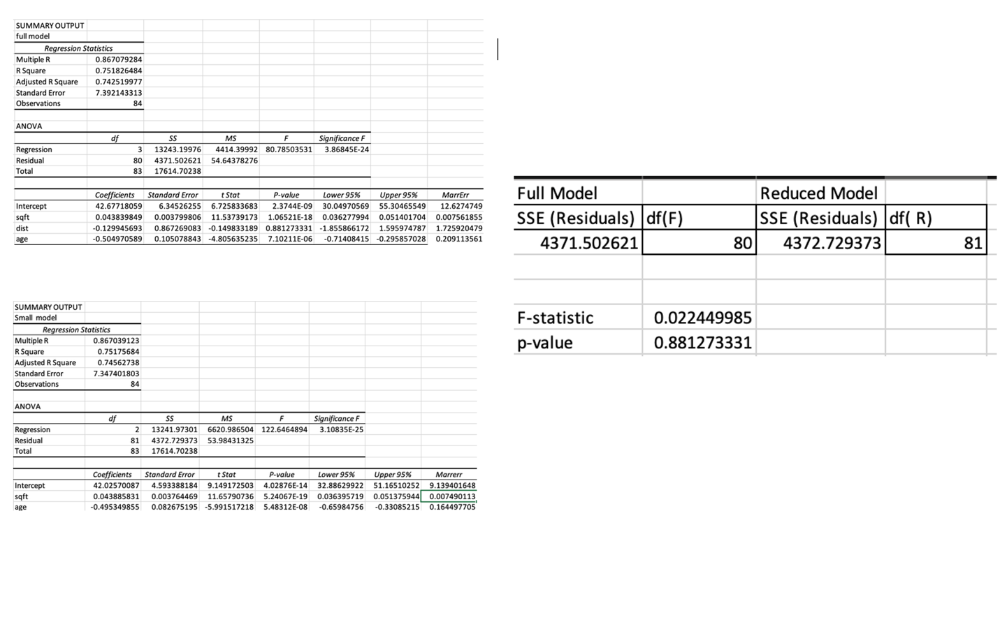 SUMMARY OUTPUT
full model
Regression Statistics
Multiple R 0.867079284
R Square 0.751826484
Adjusted R Square 0.742519977
Standard Error 7.392143313
Observations 84
ANOVA
df SS MS F Significance F
Regression 3 13243.19976 4414.39992 80.78503531 3.86845E-24
Residual 80 4371.502621 54.64378276
Total 83 17614.70238
Coefficients Standard Error t Stat P-value Lower 95% Upper 95% MarrErr
Intercept 42.67718059 6.34526255 6.725833683 2.3744E-09 30.04970569 55.30465549 12.6274749
sqft 0.043839849 0.003799806 11.53739173 1.06521E-18 0.036277994 0.051401704 0.007561855
dist -0.129945693 0.867269083 -0.149833189 0.881273331 -1.855866172 1.595974787 1.725920479
age -0.504970589 0.105078843 -4.805635235 7.10211E-06 -0.71408415 -0.295857028 0.209113561
SUMMARY OUTPUT
Small model
Regression Statistics
Multiple R 0.867039123
R Square 0.75175684
Adjusted R Square 0.74562738
Standard Error 7.347401803
Observations 84
ANOVA
df SS MS F Significance F
Regression 2 13241.97301 6620.986504 122.6464894 3.10835E-25
Residual 81 4372.729373 53.98431325
Total 83 17614.70238
Coefficients Standard Error t Stat P-value Lower 95% Upper 95% Marrerr
Intercept 42.02570087 4.593388184 9.149172503 4.02876E-14 32.88629922 51.16510252 9.139401648
sqft 0.043885831 0.003764469 11.65790736 5.24067E-19 0.036395719 0.051375944 0.007490113
age -0.495349855 0.082675195 -5.991517218 5.48312E-08 -0.65984756 -0.33085215 0.164497705
Full Model Reduced Model
SSE (Residuals) df(F) SSE (Residuals) df( R)
4371.502621 80 4372.729373 81
F-statistic 0.022449985
p-value 0.881273331